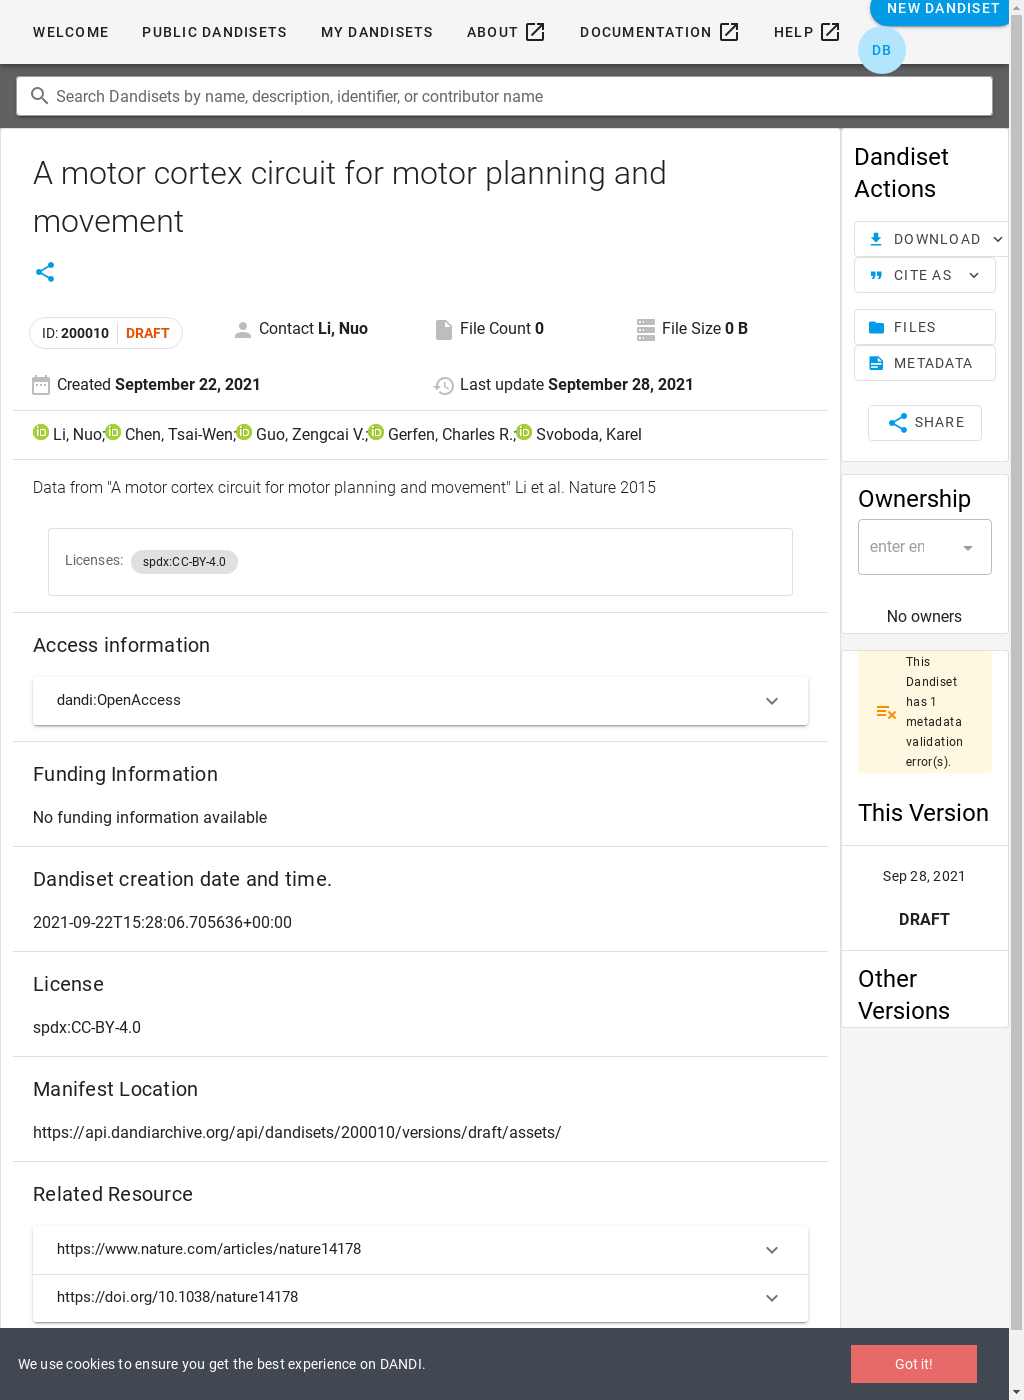 WELCOME
PUBLIC DANDISETS
MY DANDISETS
ABOUT
DOCUMENTATION
HELP
NEW DANDISET
DB
Search Dandisets by name, description, identifier, or contributor name
A motor cortex circuit for motor planning and
movement
ID: 200010 DRAFT
Contact Li, Nuo
File Count 0
File Size 0 B
Created September 22, 2021
Last update September 28, 2021
iD Li, Nuo; iD Chen, Tsai-Wen; iD Guo, Zengcai V.; iD Gerfen, Charles R.; iD Svoboda, Karel
Data from "A motor cortex circuit for motor planning and movement" Li et al. Nature 2015
Licenses: spdx:CC-BY-4.0
Access information
dandi:OpenAccess
Funding Information
No funding information available
Dandiset creation date and time.
2021-09-22T15:28:06.705636+00:00
License
spdx:CC-BY-4.0
Manifest Location
https://api.dandiarchive.org/api/dandisets/200010/versions/draft/assets/
Related Resource
https://www.nature.com/articles/nature14178
https://doi.org/10.1038/nature14178
Dandiset
Actions
DOWNLOAD
CITE AS
FILES
METADATA
SHARE
Ownership
enter en
No owners
This
Dandiset
has 1
metadata
validation
error(s).
This Version
Sep 28, 2021
DRAFT
Other
Versions
We use cookies to ensure you get the best experience on DANDI.
Got it!